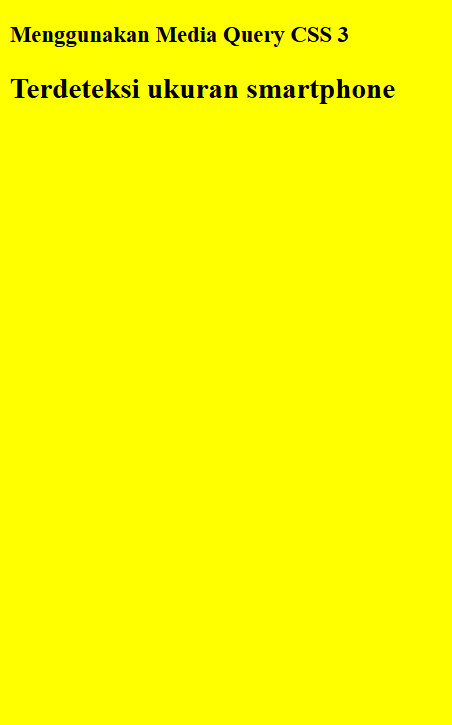 Menggunakan Media Query CSS 3
Terdeteksi ukuran smartphone